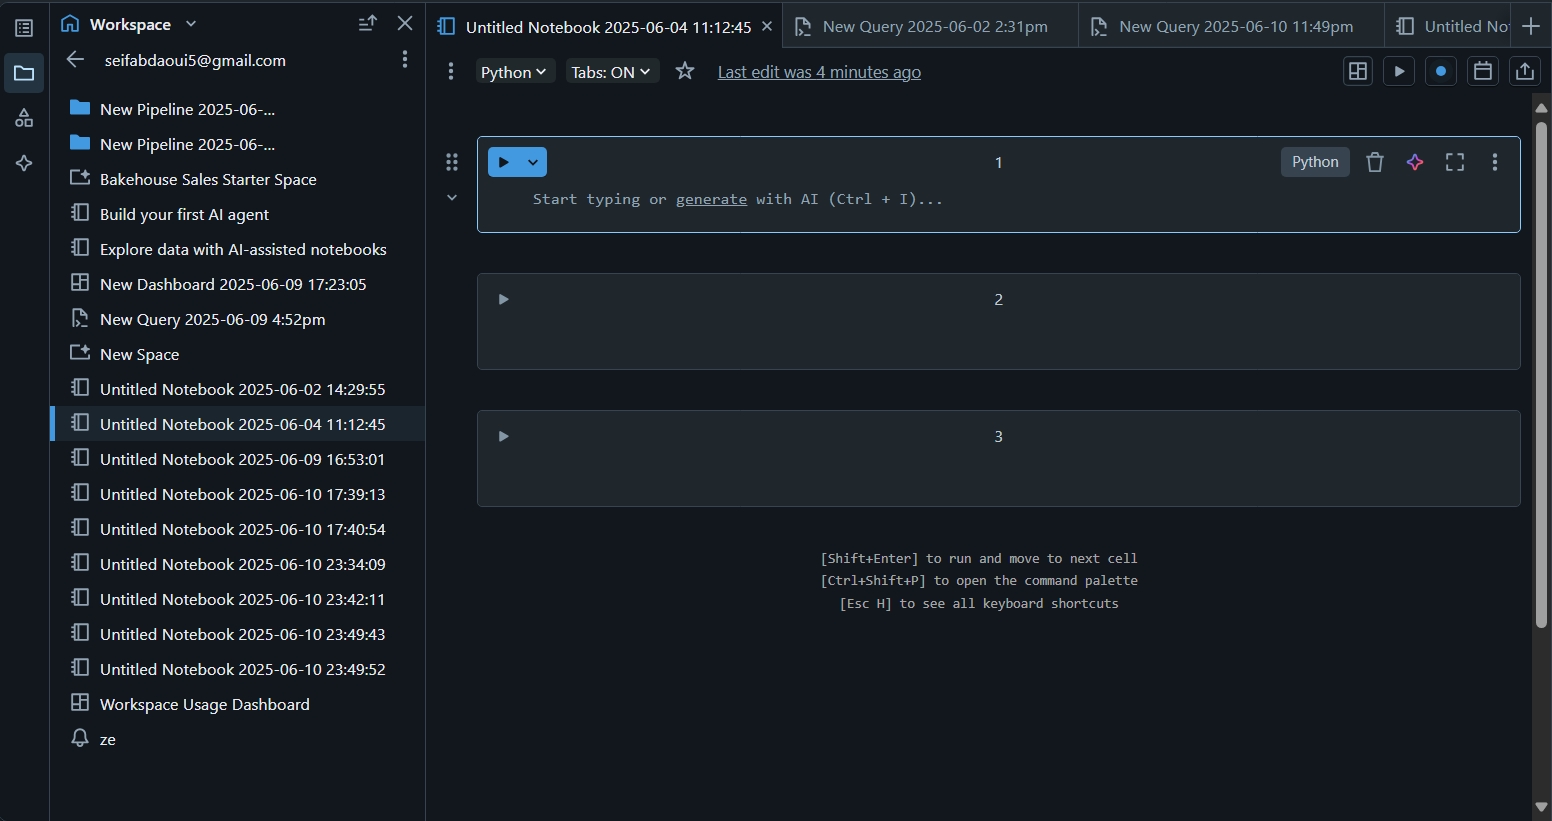 Workspace
seifabdaoui5@gmail.com
New Pipeline 2025-06-...
New Pipeline 2025-06-...
Bakehouse Sales Starter Space
Build your first AI agent
Explore data with AI-assisted notebooks
New Dashboard 2025-06-09 17:23:05
New Query 2025-06-09 4:52pm
New Space
Untitled Notebook 2025-06-02 14:29:55
Untitled Notebook 2025-06-04 11:12:45
Untitled Notebook 2025-06-09 16:53:01
Untitled Notebook 2025-06-10 17:39:13
Untitled Notebook 2025-06-10 17:40:54
Untitled Notebook 2025-06-10 23:34:09
Untitled Notebook 2025-06-10 23:42:11
Untitled Notebook 2025-06-10 23:49:43
Untitled Notebook 2025-06-10 23:49:52
Workspace Usage Dashboard
ze
Untitled Notebook 2025-06-04 11:12:45
New Query 2025-06-02 2:31pm
New Query 2025-06-10 11:49pm
Untitled No
Python
Tabs: ON
Last edit was 4 minutes ago
1
Python
Start typing or generate with AI (Ctrl + I)...
2
3
[Shift+Enter] to run and move to next cell
[Ctrl+Shift+P] to open the command palette
[Esc H] to see all keyboard shortcuts